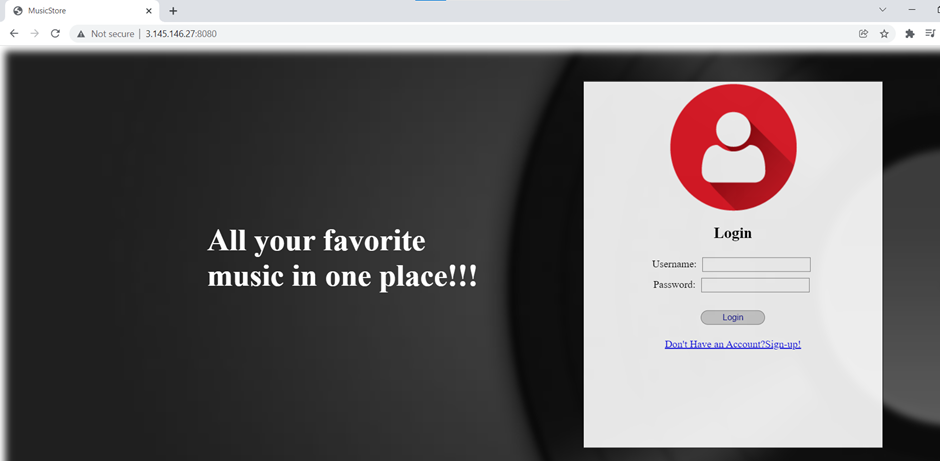 MusicStore
Not secure | 3.145.146.27:8080
All your favorite
music in one place!!!
Login
Username:
Password:
Login
Don't Have an Account?Sign-up!